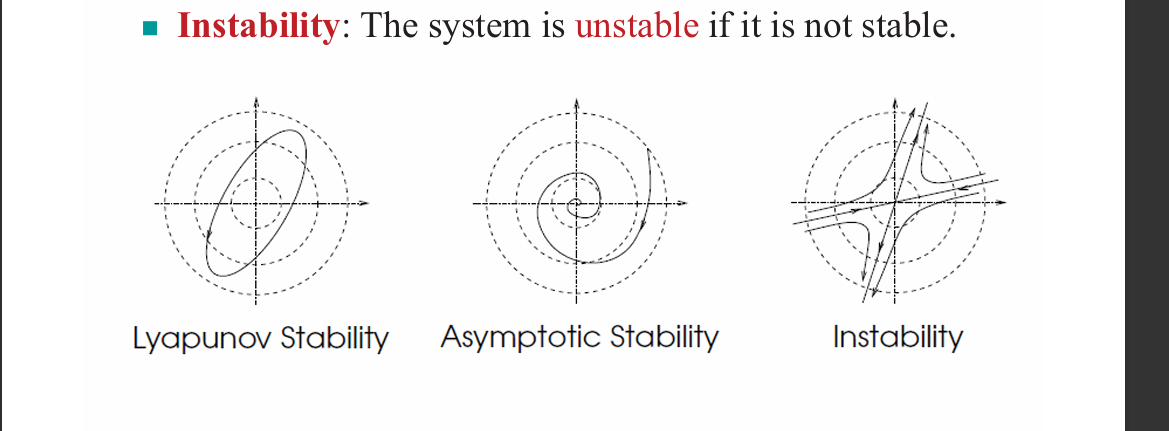 Instability: The system is unstable if it is not stable.
Lyapunov Stability Asymptotic Stability Instability